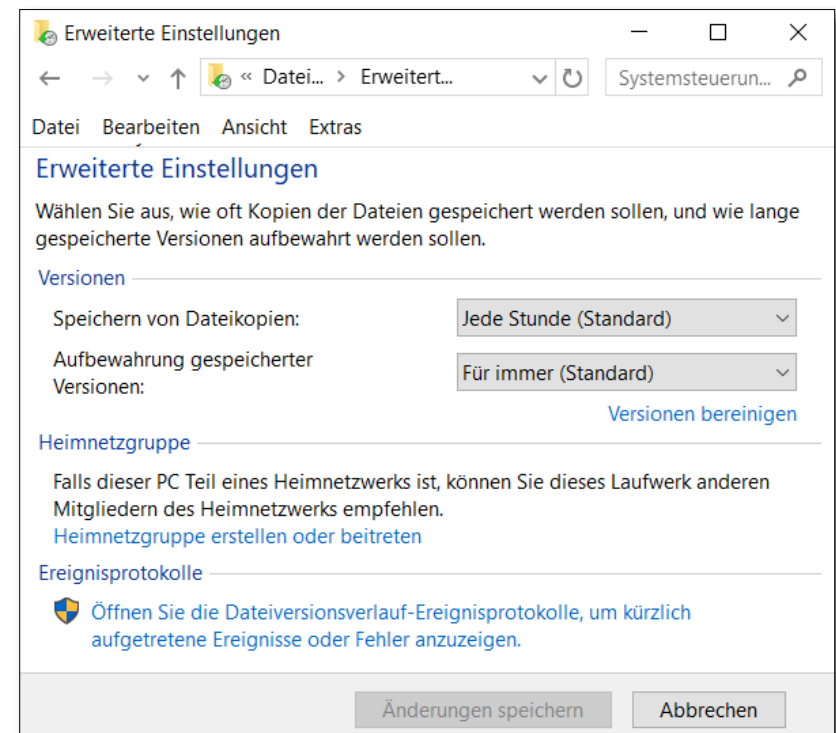 Erweiterte Einstellungen
« Datei... > Erweitert...
Systemsteuerun...
Datei Bearbeiten Ansicht Extras
Erweiterte Einstellungen
Wählen Sie aus, wie oft Kopien der Dateien gespeichert werden sollen, und wie lange
gespeicherte Versionen aufbewahrt werden sollen.
Versionen
Speichern von Dateikopien:
Jede Stunde (Standard)
Aufbewahrung gespeicherter
Versionen:
Für immer (Standard)
Versionen bereinigen
Heimnetzgruppe
Falls dieser PC Teil eines Heimnetzwerks ist, können Sie dieses Laufwerk anderen
Mitgliedern des Heimnetzwerks empfehlen.
Heimnetzgruppe erstellen oder beitreten
Ereignisprotokolle
Öffnen Sie die Dateiversionsverlauf-Ereignisprotokolle, um kürzlich
aufgetretene Ereignisse oder Fehler anzuzeigen.
Änderungen speichern
Abbrechen